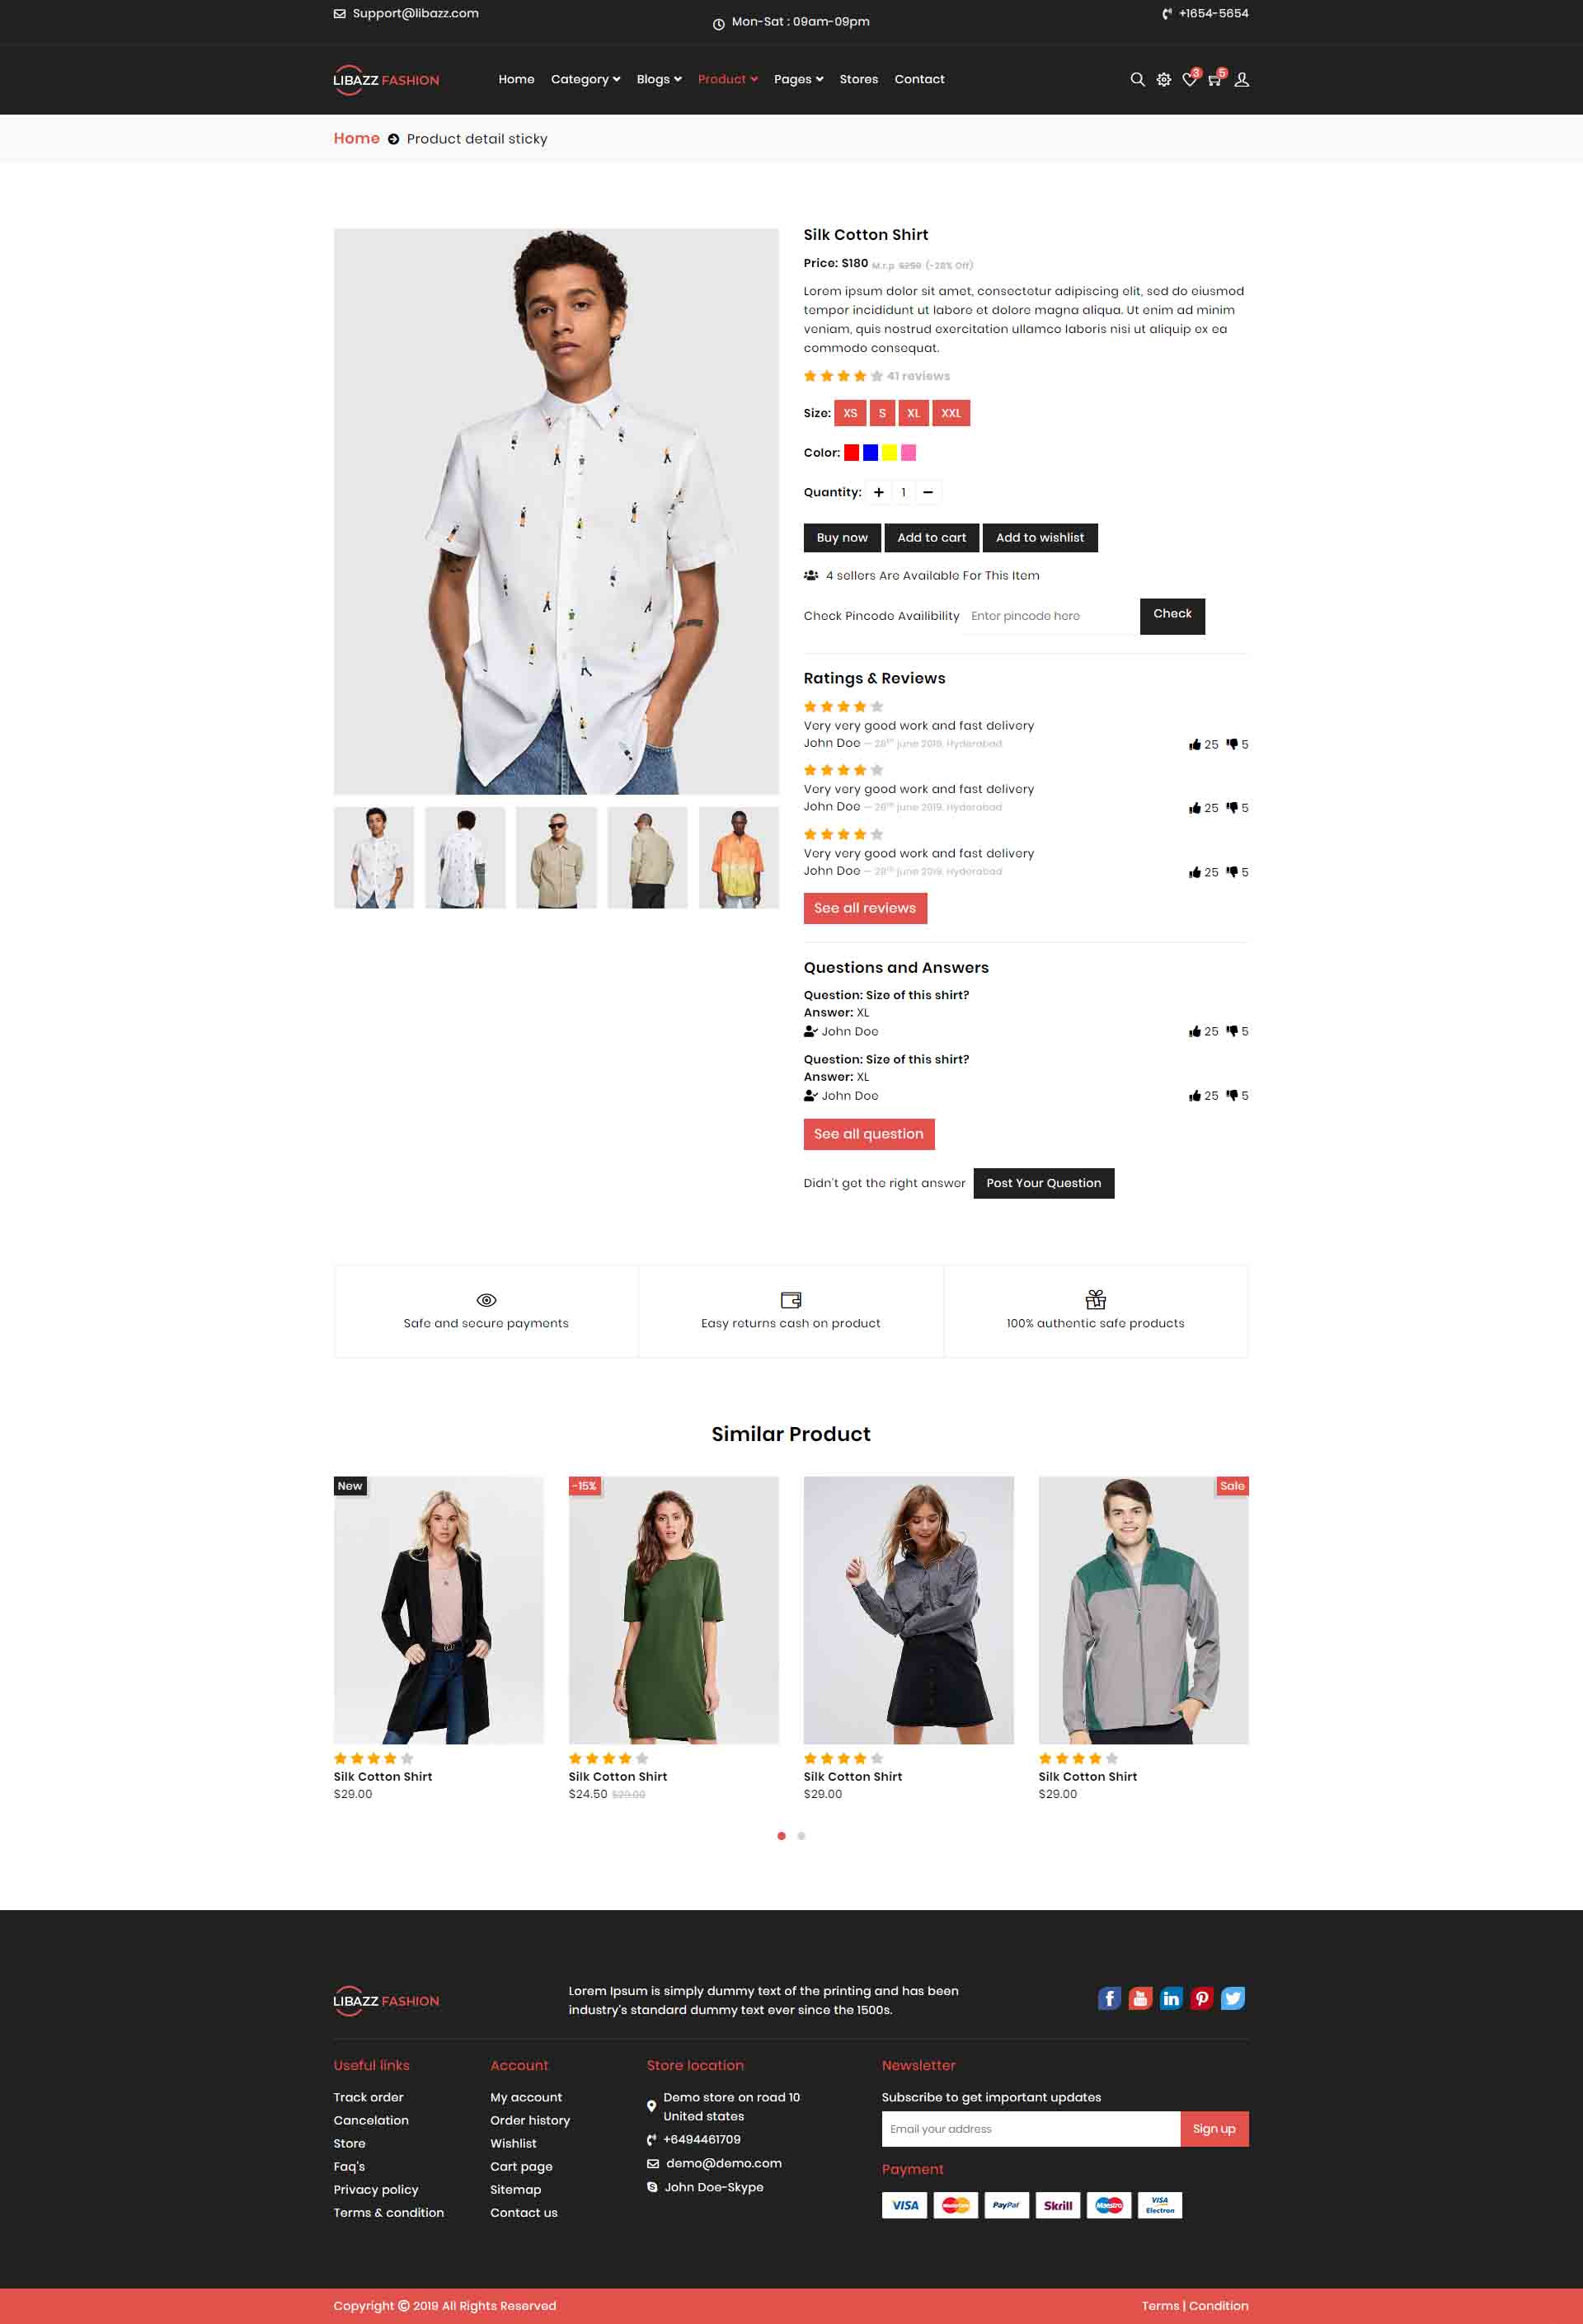 Support@libazz.com
Mon-Sat : 09am-09pm
+1654-5654
LIBAZZ FASHION
Home Category Blogs Product Pages Stores Contact
3 5
Home Product detail sticky
Silk Cotton Shirt
Price: $180 M.r.p $250 (-28% Off)
Lorem ipsum dolor sit amet, consectetur adipiscing elit, sed do eiusmod
tempor incididunt ut labore et dolore magna aliqua. Ut enim ad minim
veniam, quis nostrud exercitation ullamco laboris nisi ut aliquip ex ea
commodo consequat.
41 reviews
Size: XS S XL XXL
Color:
Quantity: + 1 −
Buy now Add to cart Add to wishlist
4 sellers Are Available For This Item
Check Pincode Availibility Enter pincode here Check
Ratings & Reviews
Very very good work and fast delivery
John Doe — 28TH june 2019, Hyderabad 25 5
Very very good work and fast delivery
John Doe — 28TH june 2019, Hyderabad 25 5
Very very good work and fast delivery
John Doe — 28TH june 2019, Hyderabad 25 5
See all reviews
Questions and Answers
Question: Size of this shirt?
Answer: XL
John Doe 25 5
Question: Size of this shirt?
Answer: XL
John Doe 25 5
See all question
Didn't get the right answer Post Your Question
Safe and secure payments
Easy returns cash on product
100% authentic safe products
Similar Product
New
-15%
Sale
Silk Cotton Shirt
$29.00
Silk Cotton Shirt
$24.50 $29.00
Silk Cotton Shirt
$29.00
Silk Cotton Shirt
$29.00
LIBAZZ FASHION
Lorem Ipsum is simply dummy text of the printing and has been
industry's standard dummy text ever since the 1500s.
f You in P
Useful links
Track order
Cancelation
Store
Faq's
Privacy policy
Terms & condition
Account
My account
Order history
Wishlist
Cart page
Sitemap
Contact us
Store location
Demo store on road 10
United states
+6494461709
demo@demo.com
John Doe-Skype
Newsletter
Subscribe to get important updates
Email your address Sign up
Payment
VISA MasterCard PayPal Skrill Maestro VISA Electron
Copyright © 2019 All Rights Reserved
Terms | Condition